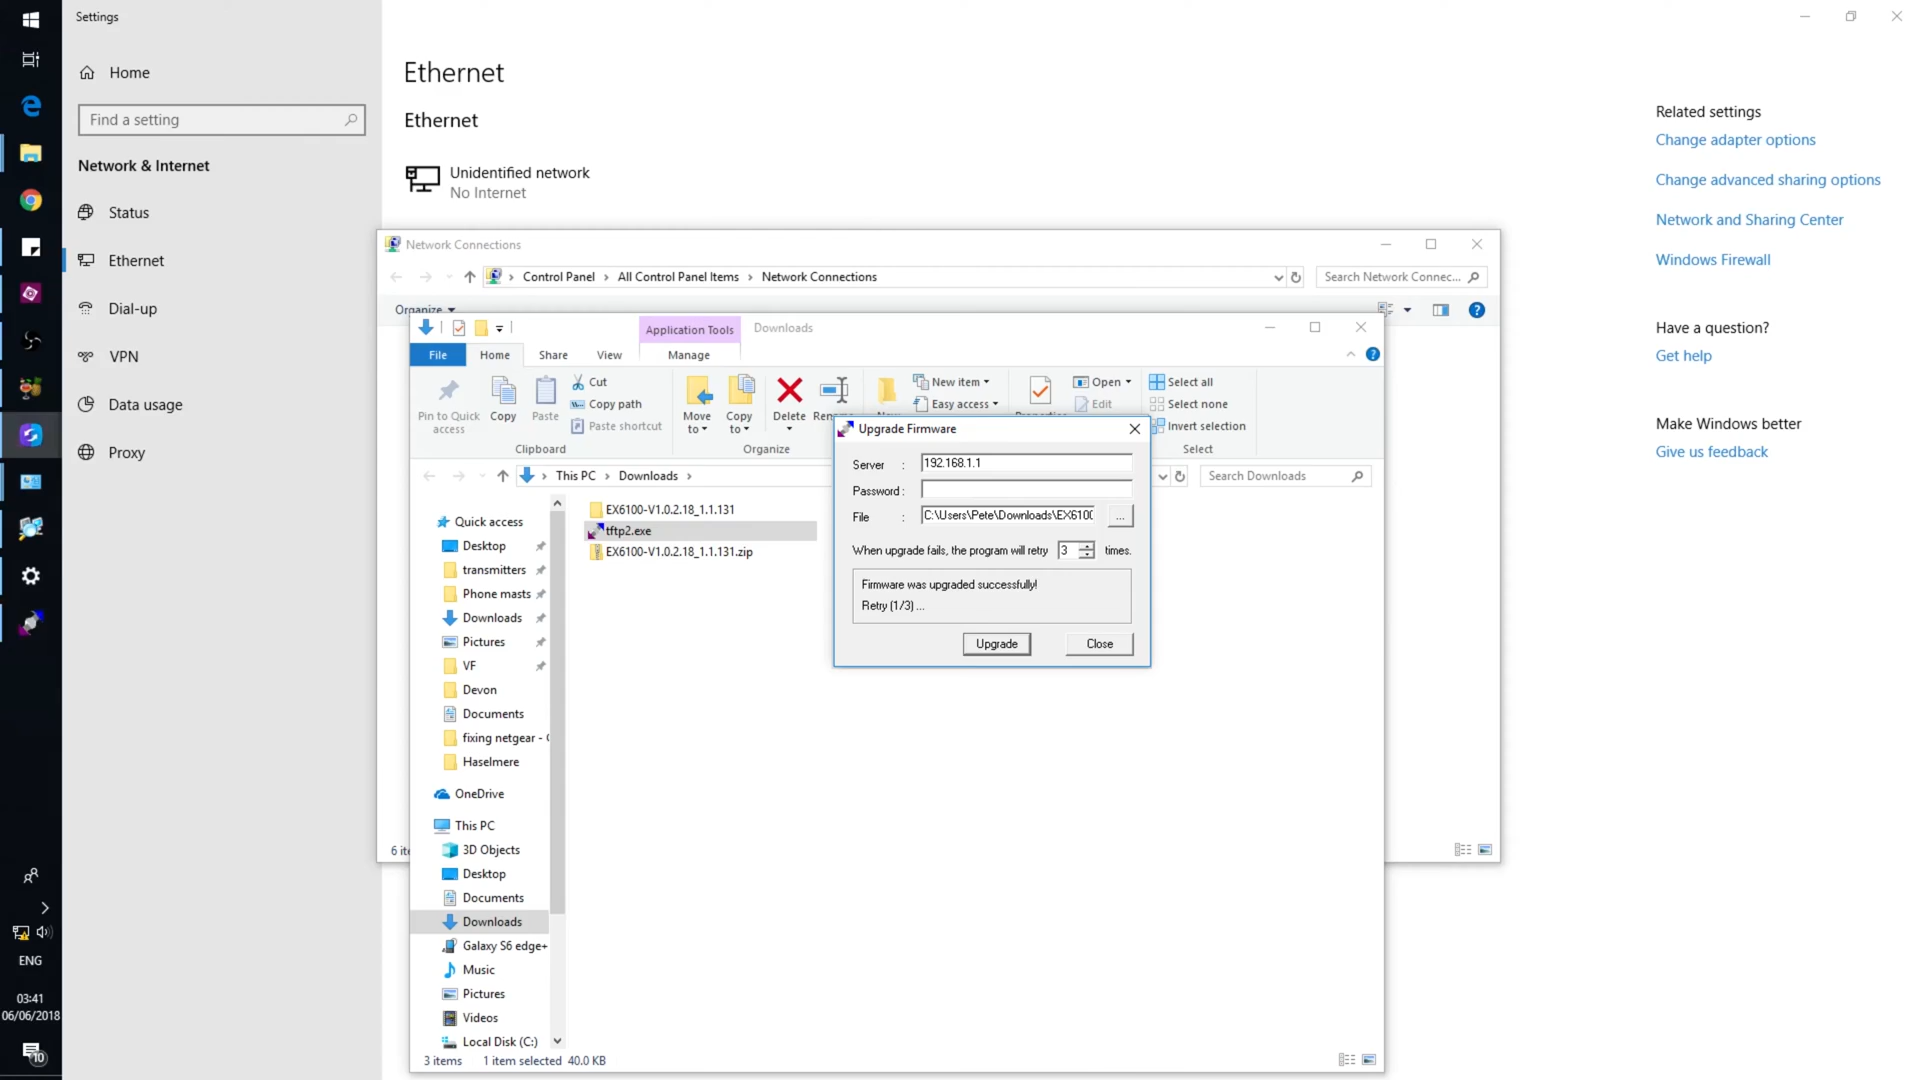 Settings
Home
Find a setting
Network & Internet
Status
Ethernet
Dial-up
VPN
Data usage
Proxy
Ethernet
Ethernet
Unidentified network
No Internet
Related settings
Change adapter options
Change advanced sharing options
Network and Sharing Center
Windows Firewall
Have a question?
Get help
Make Windows better
Give us feedback
Network Connections
Control Panel > All Control Panel Items > Network Connections
Search Network Connec...
Organize
Application Tools Downloads
File Home Share View Manage
Pin to Quick access
Copy
Paste
Cut
Copy path
Paste shortcut
Clipboard
Move to
Copy to
Delete
Organize
New item
Easy access
Open
Edit
Select all
Select none
Invert selection
Select
This PC > Downloads >
Search Downloads
Quick access
Desktop
transmitters
Phone masts
Downloads
Pictures
VF
Devon
Documents
fixing netgear -
Haselmere
OneDrive
This PC
3D Objects
Desktop
Documents
Downloads
Galaxy S6 edge+
Music
Pictures
Videos
Local Disk (C:)
EX6100-V1.0.2.18_1.1.131
tftp2.exe
EX6100-V1.0.2.18_1.1.131.zip
Upgrade Firmware
Server : 192.168.1.1
Password :
File : C:\Users\Pete\Downloads\EX6100 ...
When upgrade fails, the program will retry 3 times.
Firmware was upgraded successfully!
Retry (1/3) ...
Upgrade Close
3 items 1 item selected 40.0 KB
ENG
03:41
06/06/2018
10